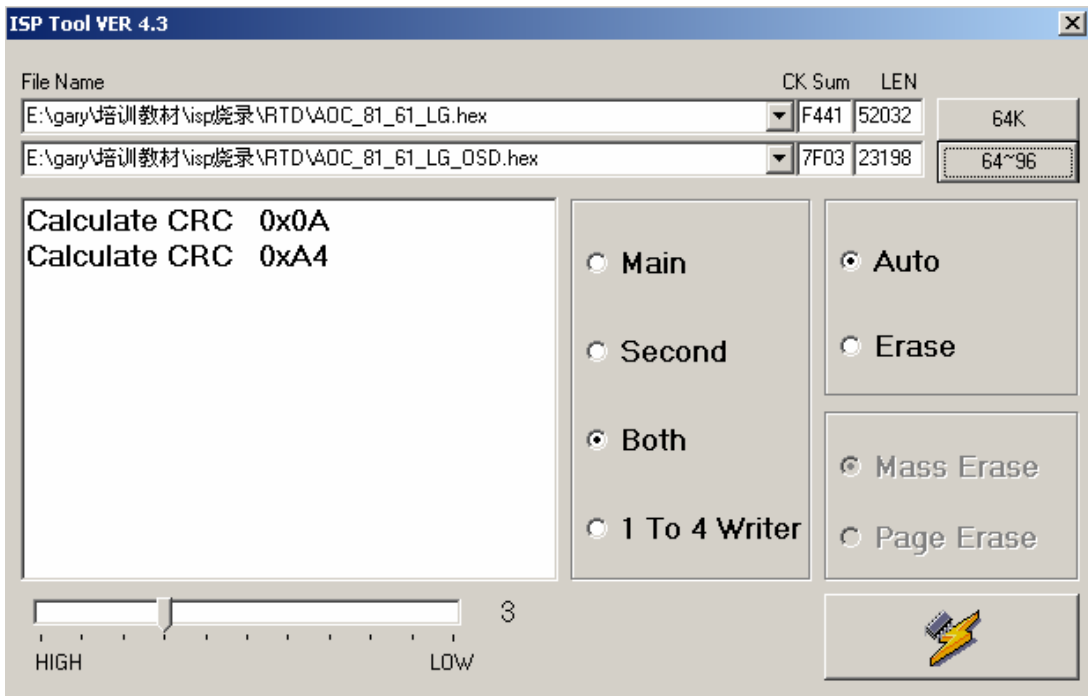 ISP Tool VER 4.3
File Name CK Sum LEN
E:\gary\培训教材\isp烧录\RTD\AOC_81_61_LG.hex F441 52032 64K
E:\gary\培训教材\isp烧录\RTD\AOC_81_61_LG_OSD.hex 7F03 23198 64~96
Calculate CRC 0x0A
Calculate CRC 0xA4
Main
Second
Both
1 To 4 Writer
Auto
Erase
Mass Erase
Page Erase
3
HIGH LOW